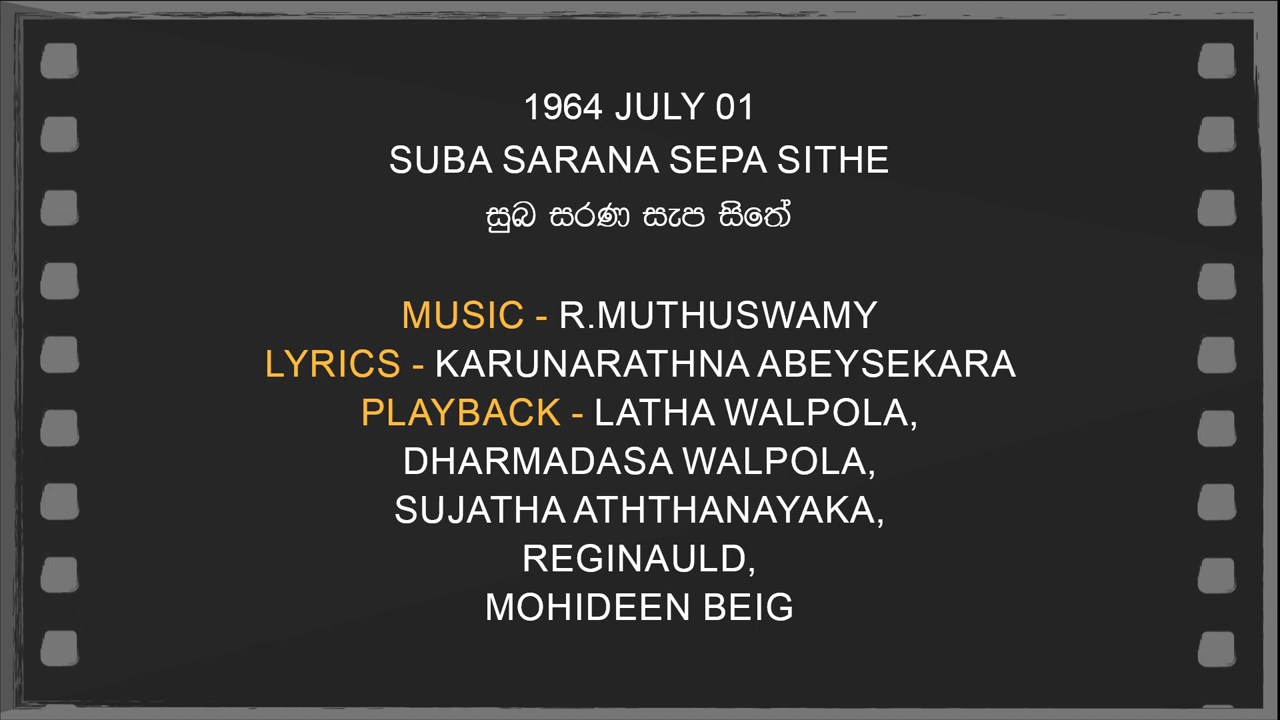 1964 JULY 01
SUBA SARANA SEPA SITHE
සුබ සරණ සැප සිතේ
MUSIC - R.MUTHUSWAMY
LYRICS - KARUNARATHNA ABEYSEKARA
PLAYBACK - LATHA WALPOLA,
DHARMADASA WALPOLA,
SUJATHA ATHTHANAYAKA,
REGINAULD,
MOHIDEEN BEIG